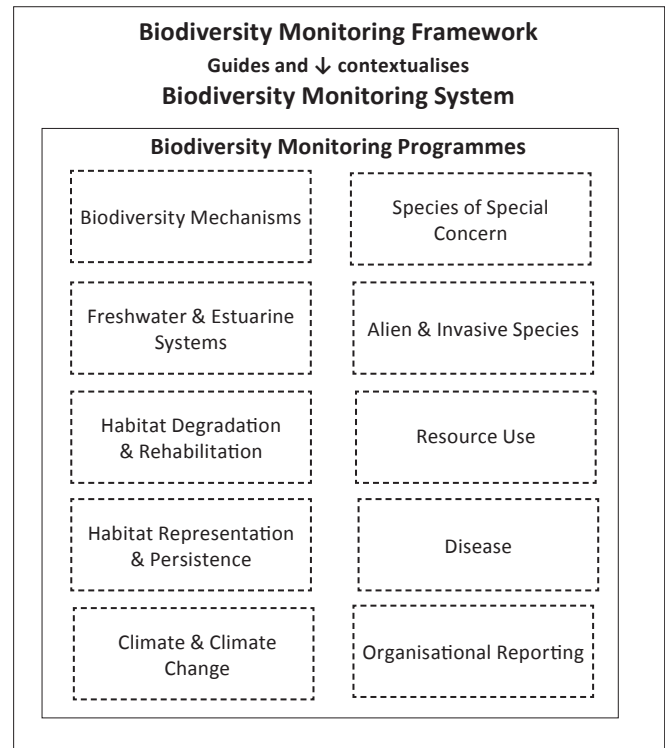 Biodiversity Monitoring Framework
Guides and ↓ contextualises
Biodiversity Monitoring System
Biodiversity Monitoring Programmes
Biodiversity Mechanisms
Species of Special
Concern
Freshwater & Estuarine
Systems
Alien & Invasive Species
Habitat Degradation
& Rehabilitation
Resource Use
Habitat Representation
& Persistence
Disease
Climate & Climate
Change
Organisational Reporting